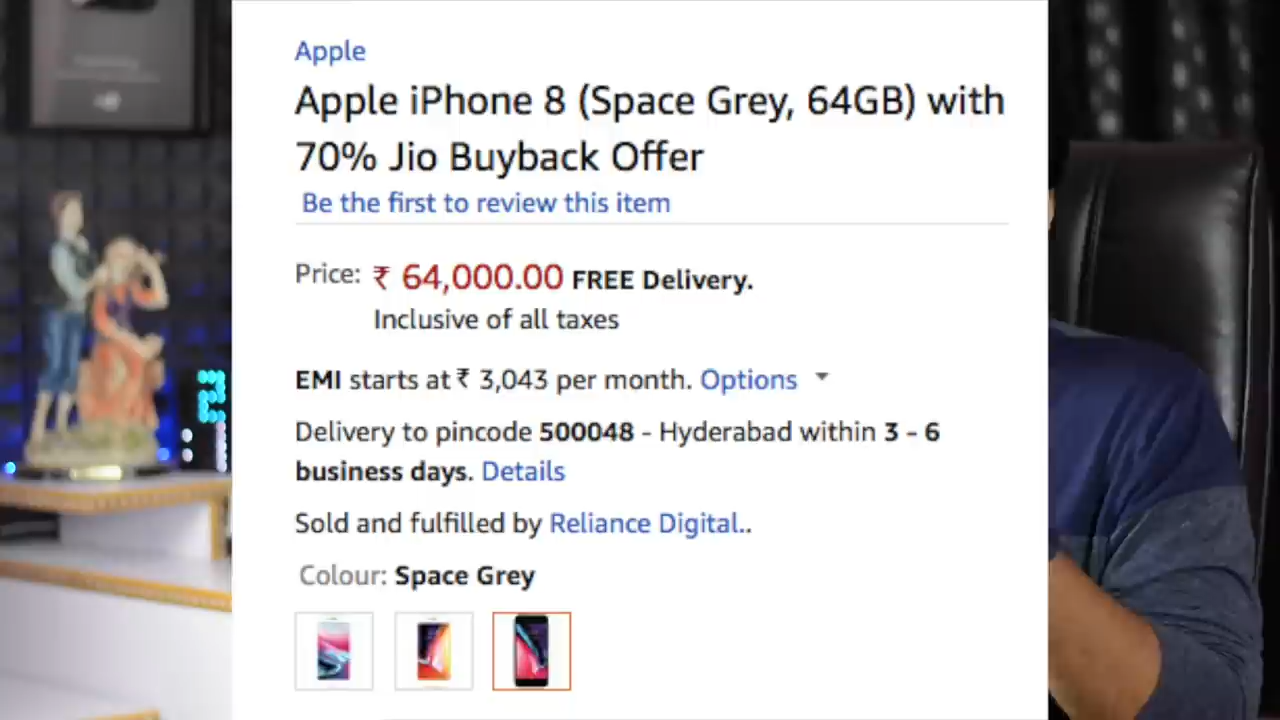 Apple
Apple iPhone 8 (Space Grey, 64GB) with
70% Jio Buyback Offer
Be the first to review this item
Price: ₹ 64,000.00 FREE Delivery.
Inclusive of all taxes
EMI starts at ₹ 3,043 per month. Options
Delivery to pincode 500048 - Hyderabad within 3 - 6
business days. Details
Sold and fulfilled by Reliance Digital..
Colour: Space Grey